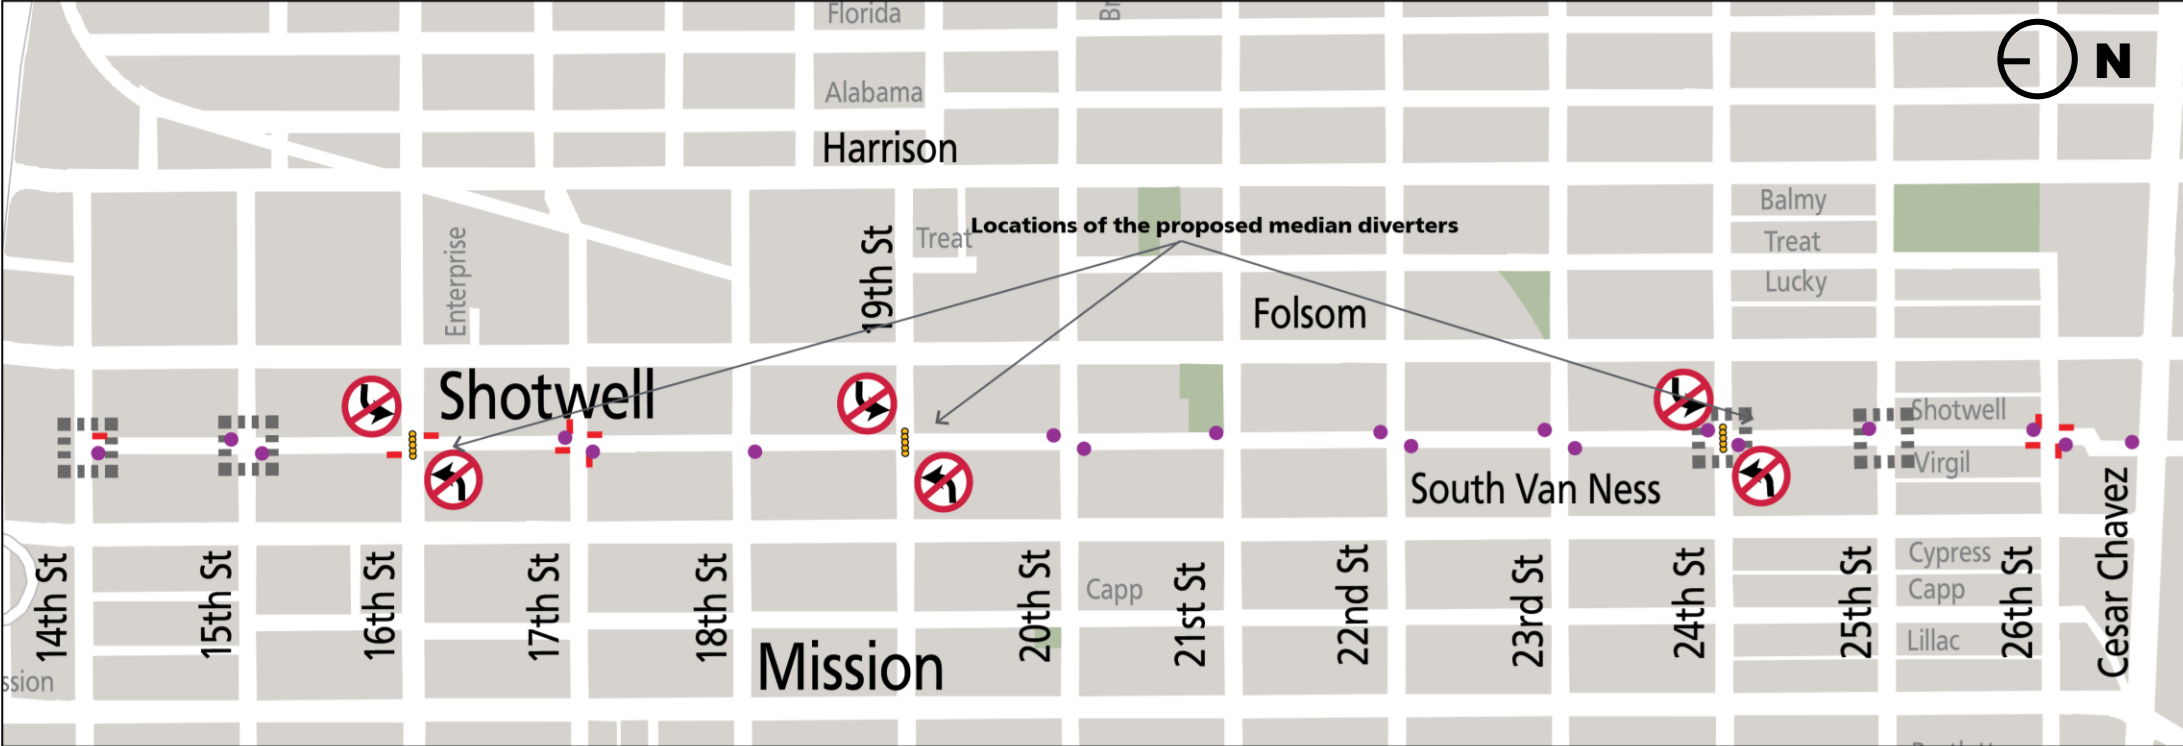 Florida
Br
N
Alabama
Harrison
Balmy
Locations of the proposed median diverters
Treat
Treat
19th St
Enterprise
Lucky
Folsom
Shotwell
Shotwell
Virgil
South Van Ness
14th St
15th St
16th St
17th St
18th St
20th St
21st St
22nd St
23rd St
24th St
25th St
26th St
Cesar Chavez
Cypress
Capp
Capp
Lillac
Mission
ssion